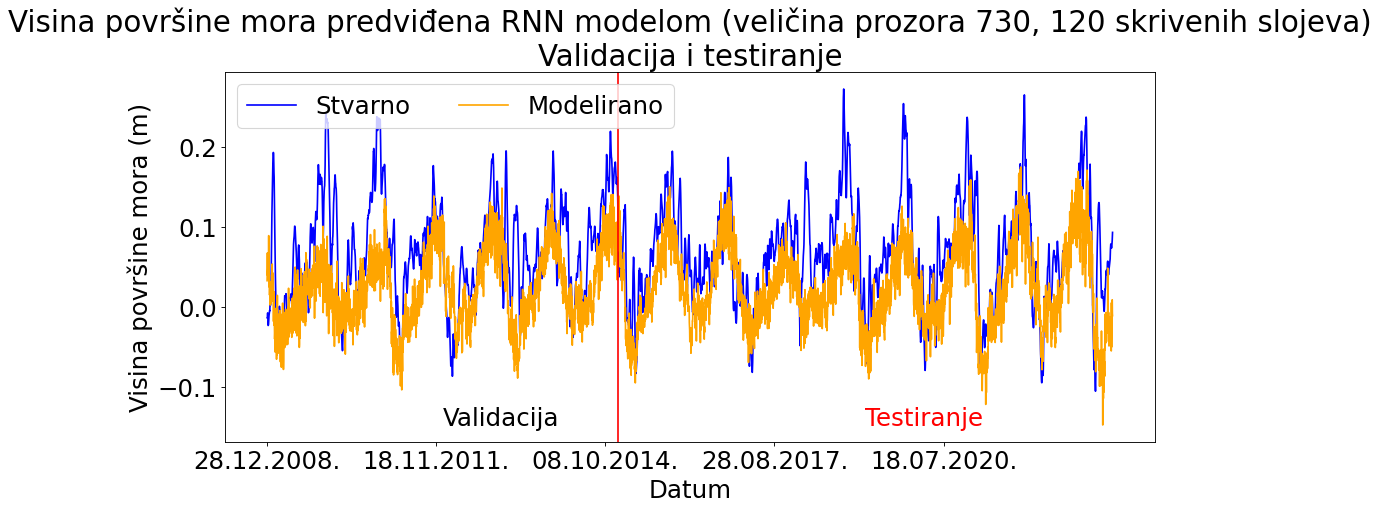 Visina površine mora predviđena RNN modelom (veličina prozora 730, 120 skrivenih slojeva)
Validacija i testiranje
Stvarno
Modelirano
Visina površine mora (m)
0.2
0.1
0.0
−0.1
Validacija
Testiranje
28.12.2008.
18.11.2011.
08.10.2014.
28.08.2017.
18.07.2020.
Datum